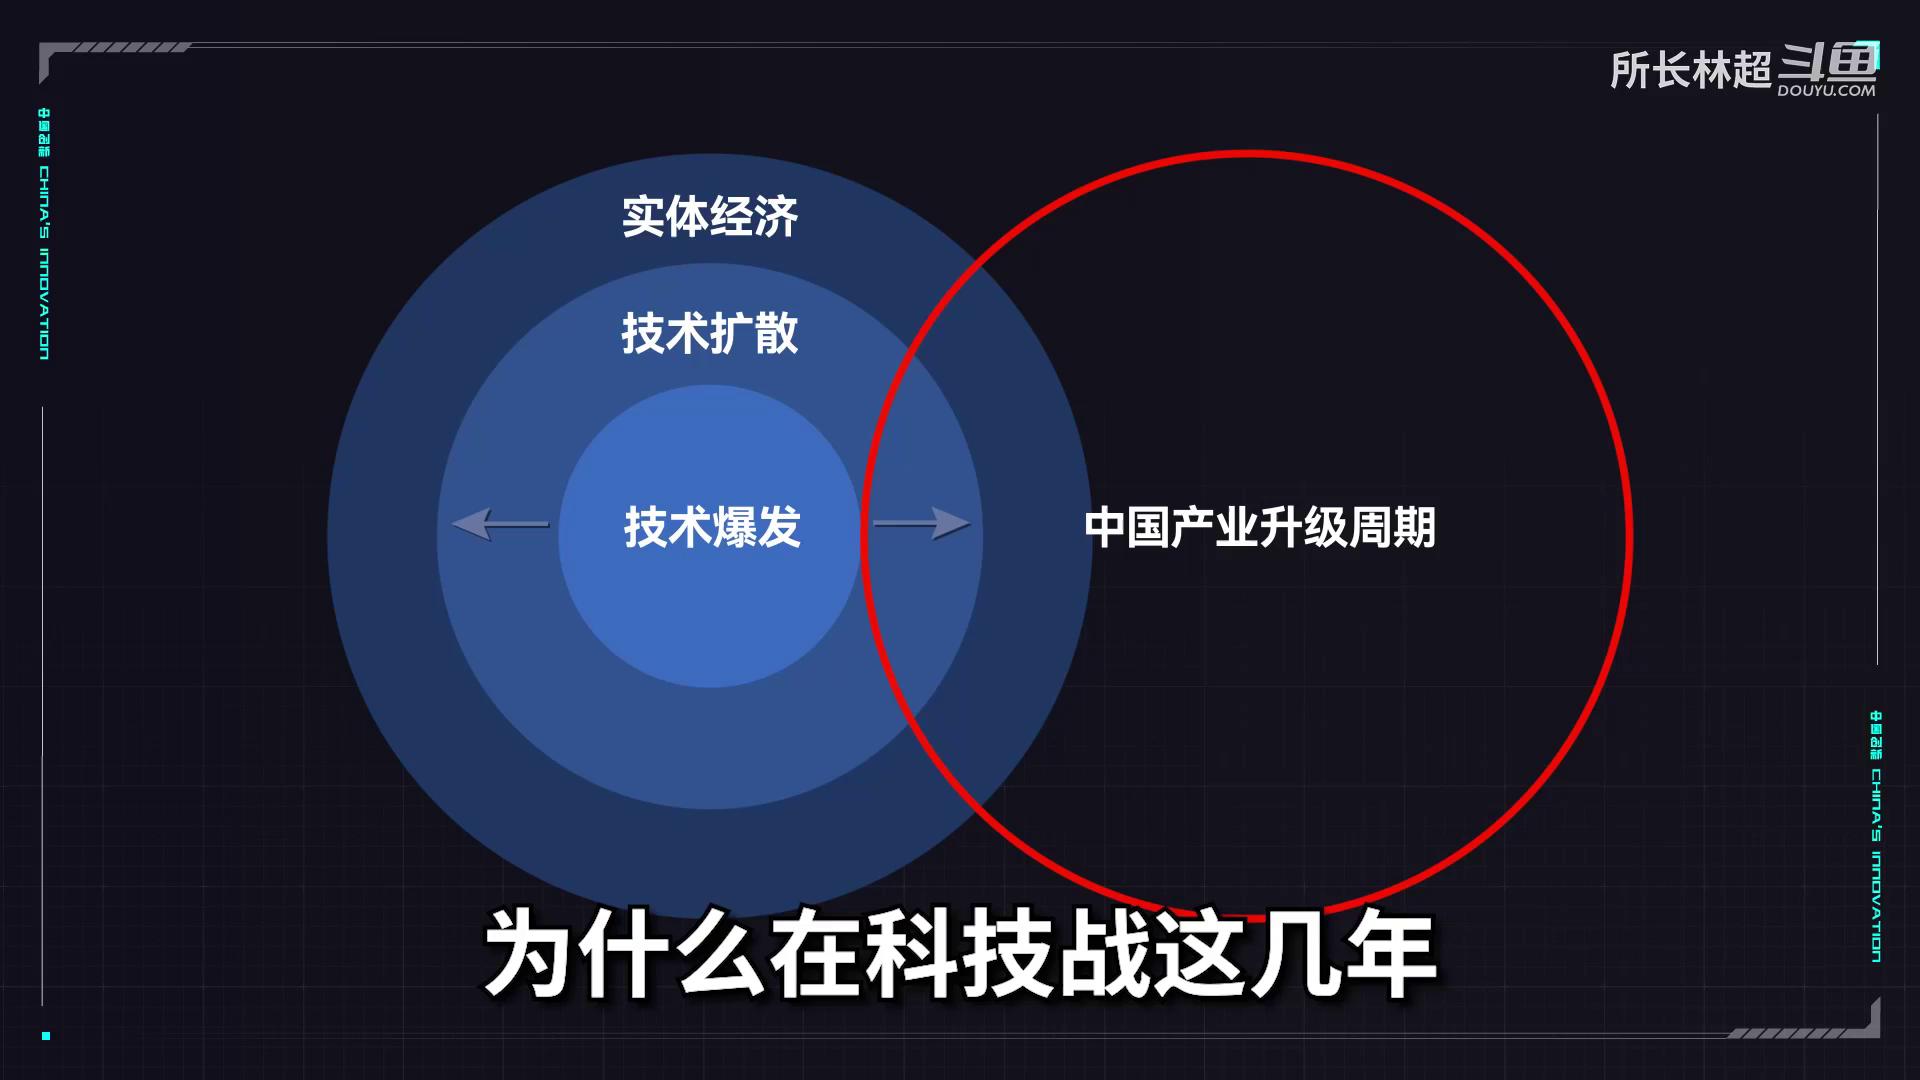 所长林超 斗鱼
DOUYU.COM
中国创新 CHINA'S INNOVATION
实体经济
技术扩散
技术爆发
中国产业升级周期
中国创新 CHINA'S INNOVATION
为什么在科技战这几年